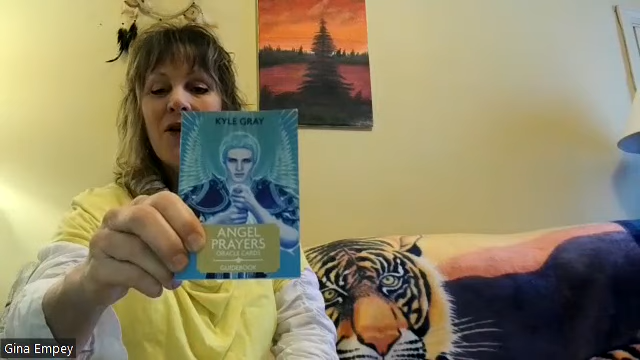 KYLE GRAY
ANGEL
PRAYERS
ORACLE CARDS
GUIDEBOOK
Gina Empey